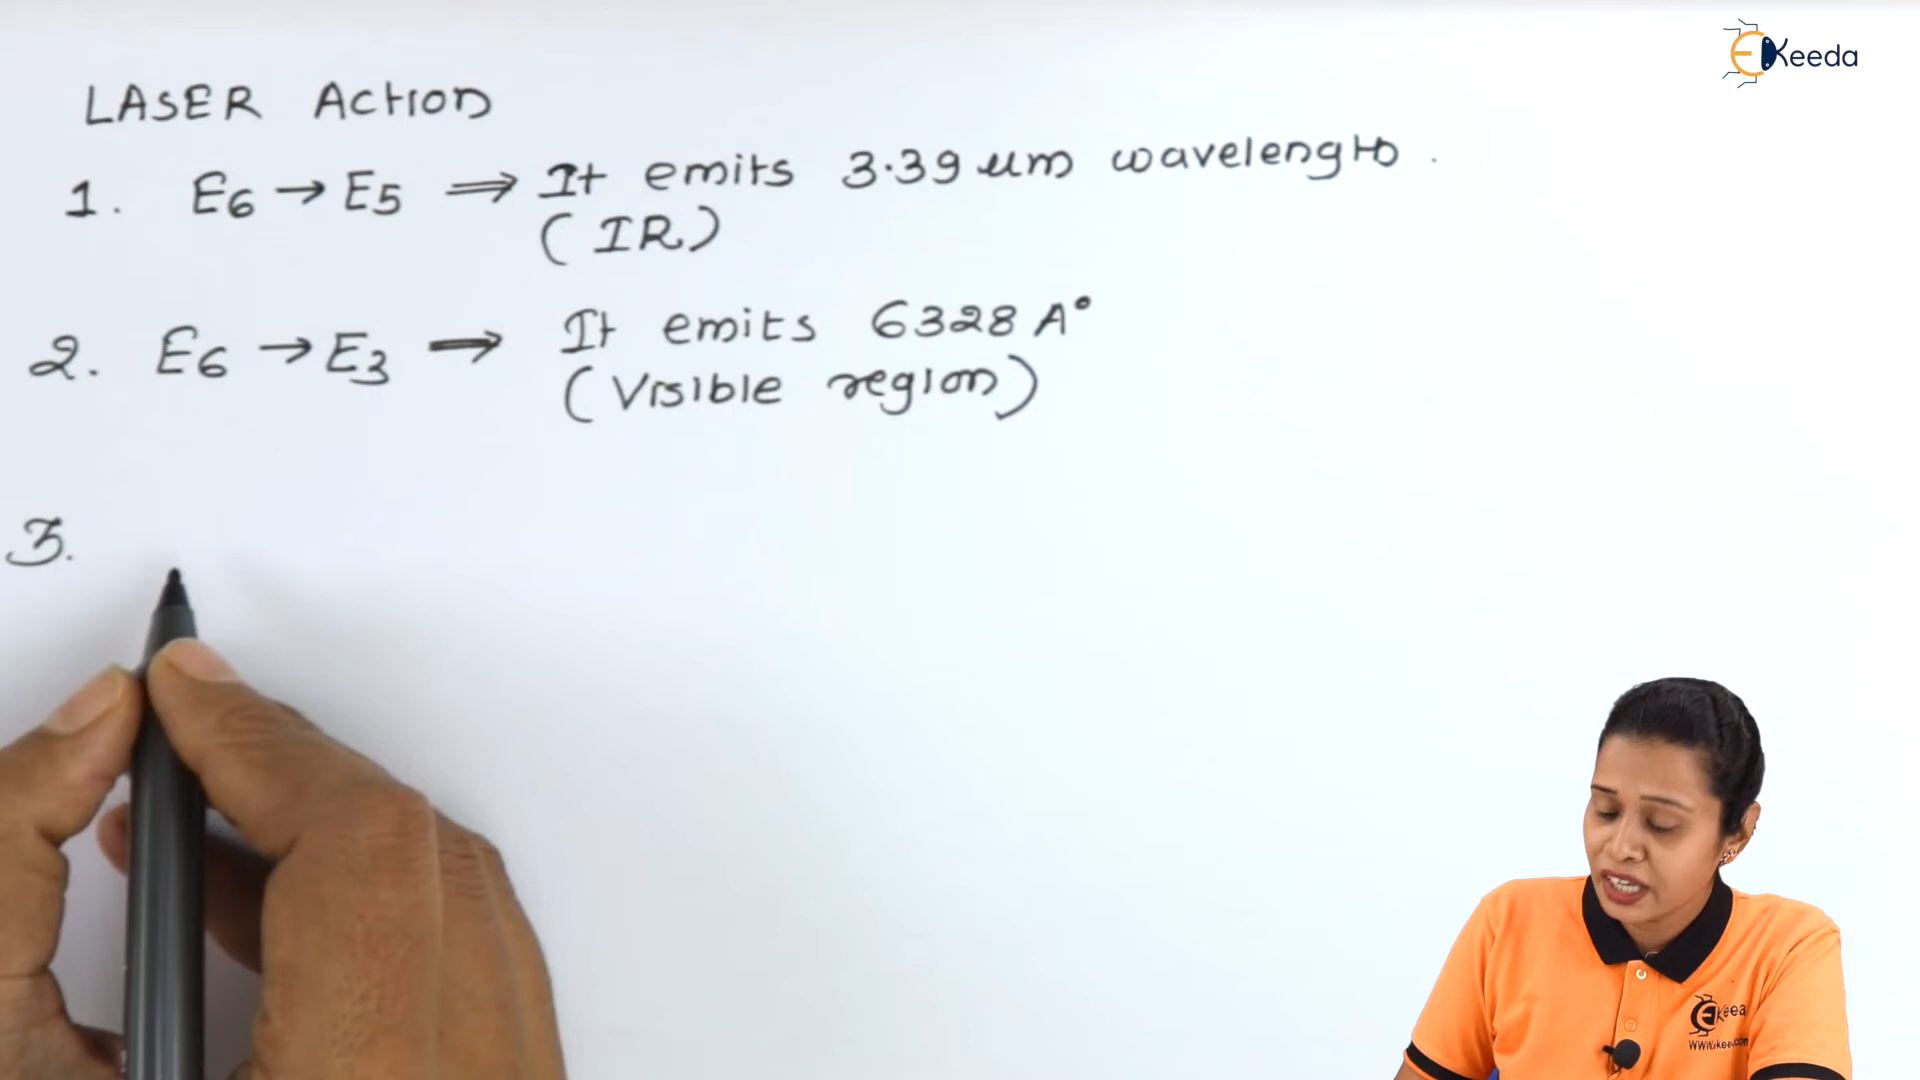 EKeeda
LASER Action
1. E6 → E5 ⇒ It emits 3.39 um wavelength.
(IR)
2. E6 → E3 ⇒ It emits 6328 A°
(Visible region)
3.